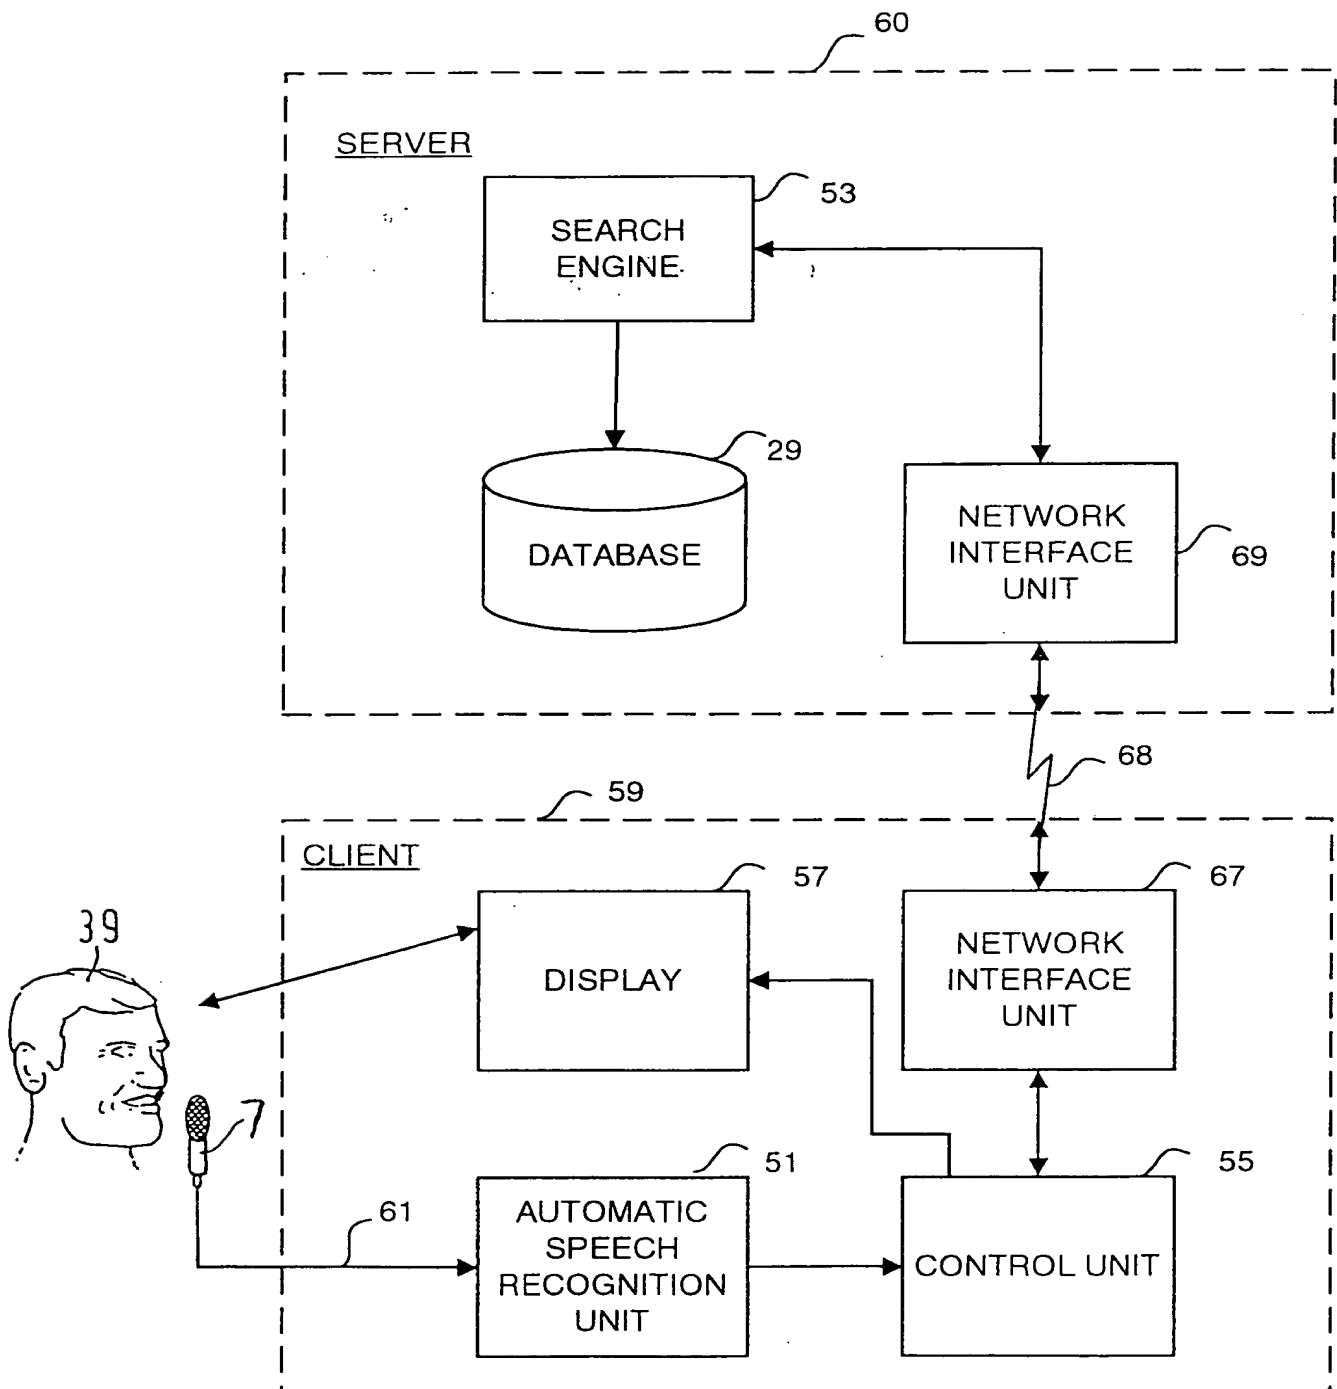 60
SERVER
53
SEARCH
ENGINE
29
DATABASE
NETWORK
INTERFACE
UNIT
69
68
59
CLIENT
57
67
39
DISPLAY
NETWORK
INTERFACE
UNIT
7
51
55
61
AUTOMATIC
SPEECH
RECOGNITION
UNIT
CONTROL UNIT